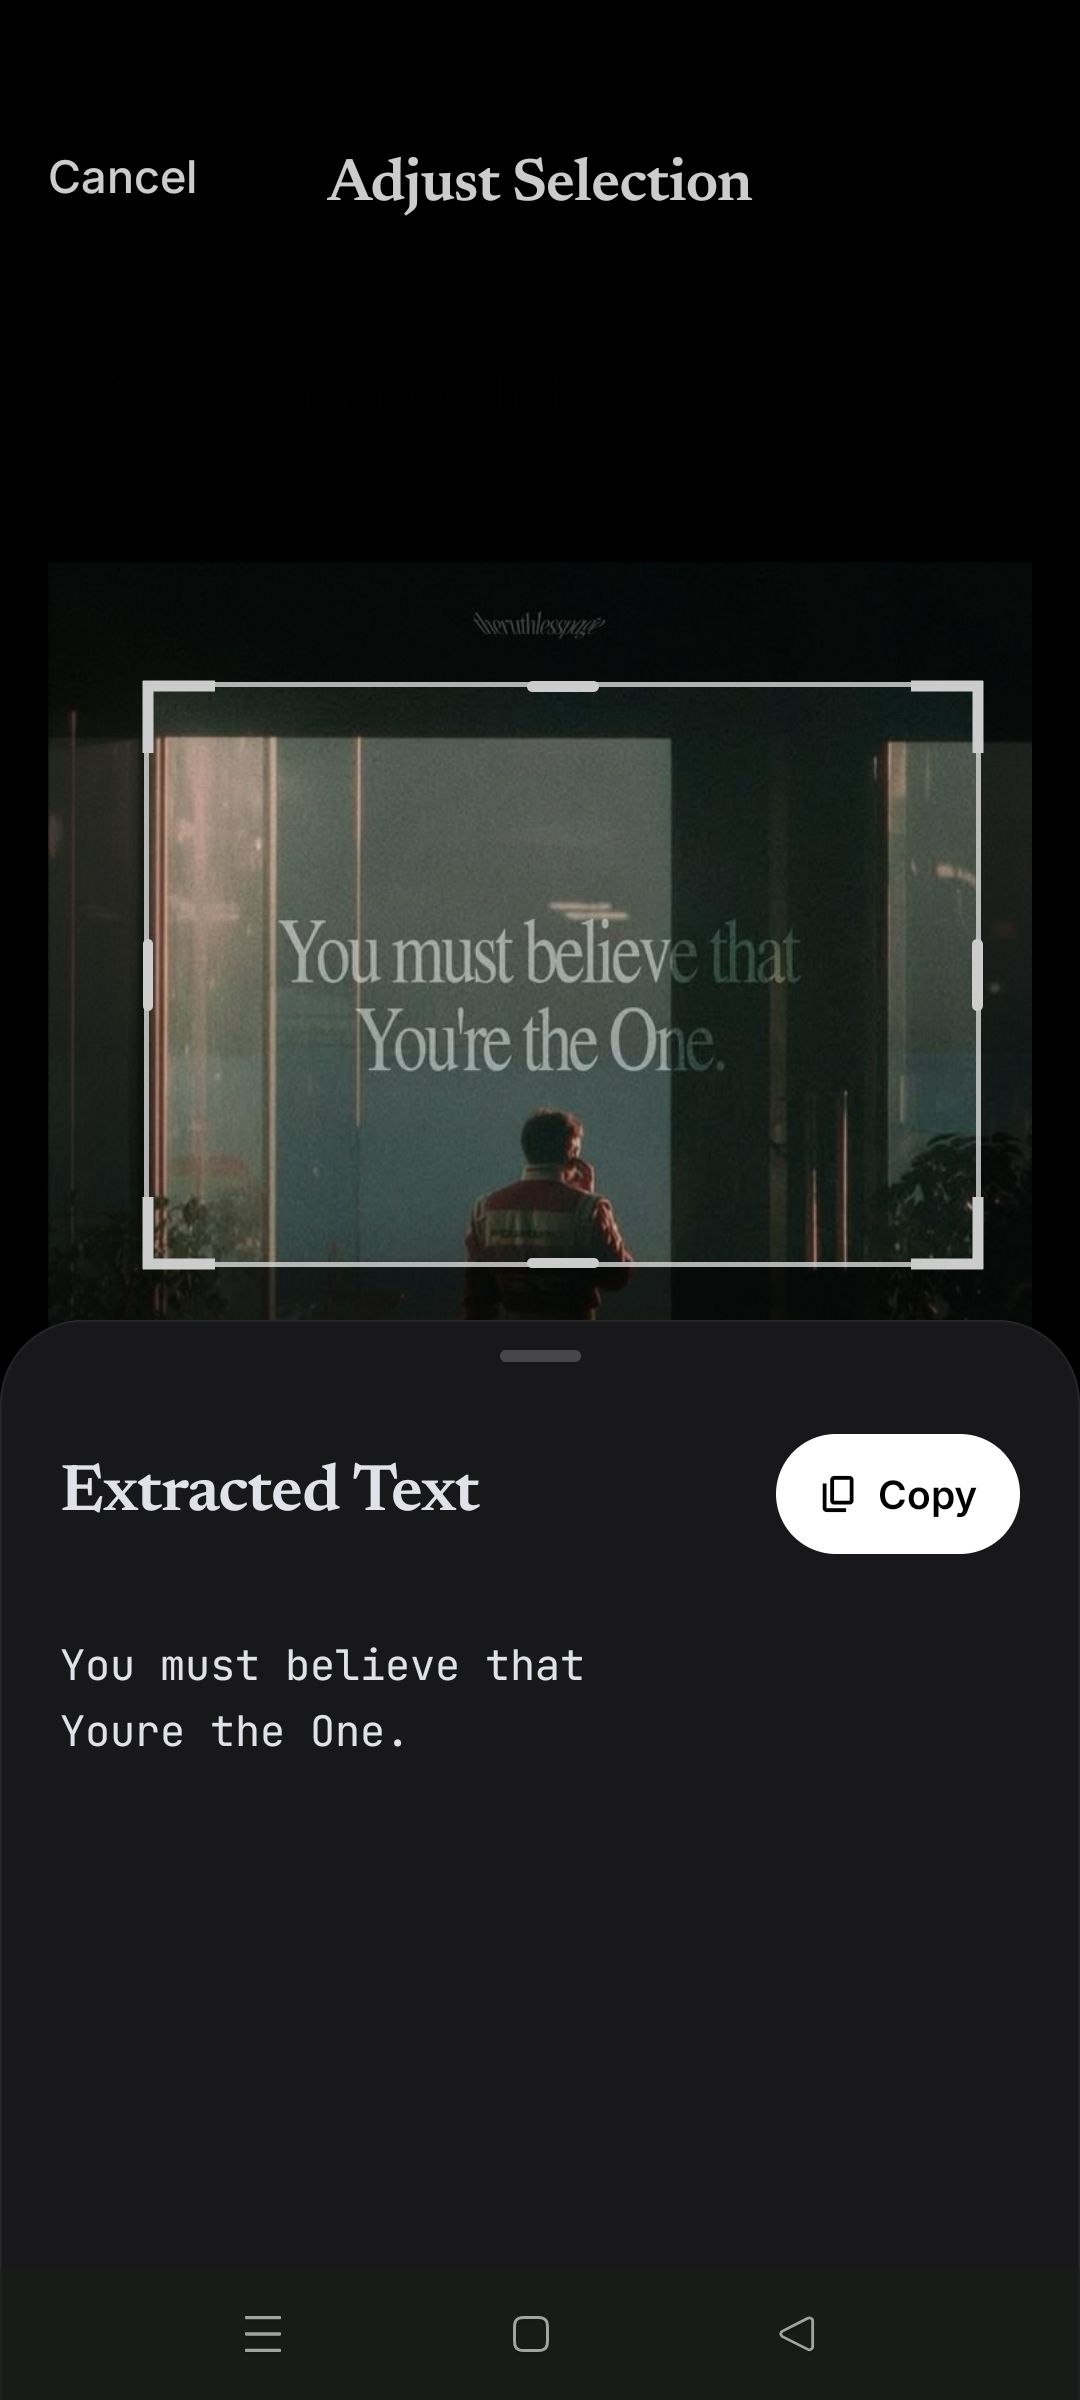 Cancel
Adjust Selection
theruthlesspage
You must believe that
You're the One.
Extracted Text
Copy
You must believe that
Youre the One.